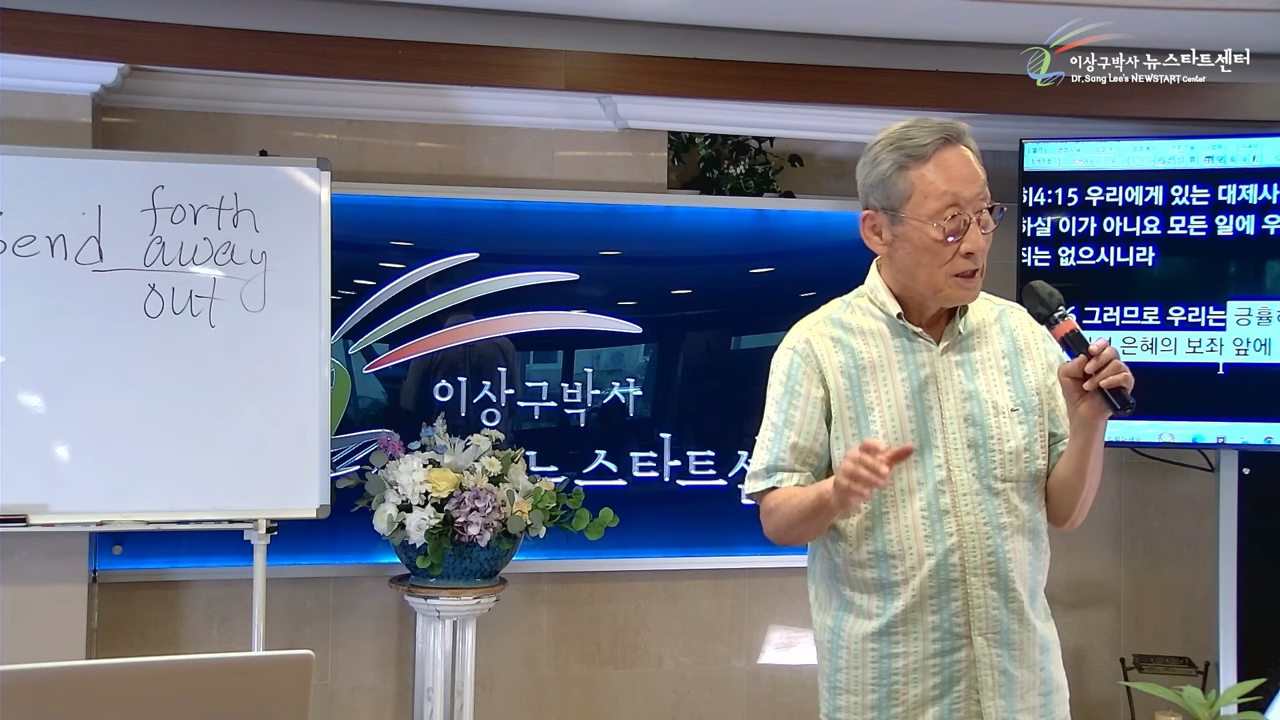 이상구박사 뉴스타트센터
Dr. Sang Lee's NEWSTART Center
forth
send away
out
이상구박사
뉴스타트센
히4:15 우리에게 있는 대제사
하실 이가 아니요 모든 일에 우
죄는 없으시니라
그러므로 우리는 긍휼
은혜의 보좌 앞에